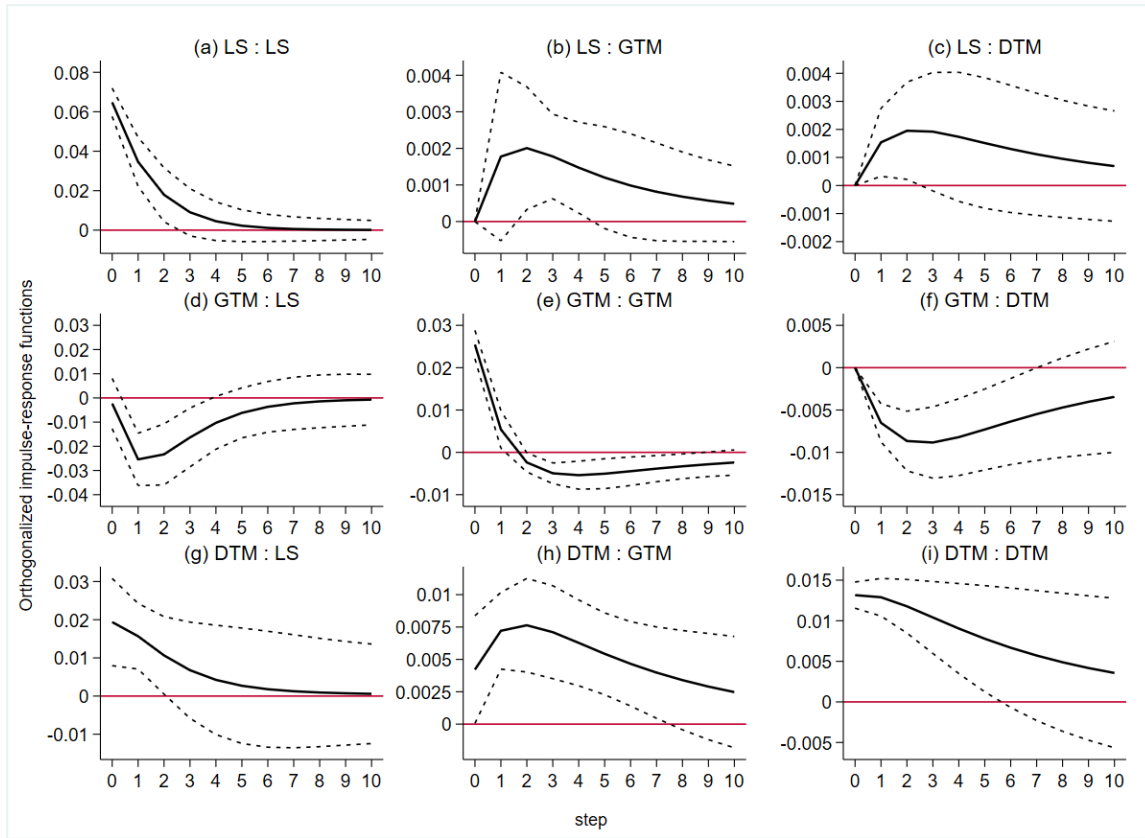 (a) LS : LS
(b) LS : GTM
(c) LS : DTM
0.08
0.06
0.04
0.02
0
0.004
0.003
0.002
0.001
0
0.004
0.003
0.002
0.001
0
-0.001
-0.002
0 1 2 3 4 5 6 7 8 9 10
0 1 2 3 4 5 6 7 8 9 10
0 1 2 3 4 5 6 7 8 9 10
Orthogonalized impulse-response functions
(d) GTM : LS
(e) GTM : GTM
(f) GTM : DTM
0.03
0.02
0.01
0
-0.01
-0.02
-0.03
-0.04
0.03
0.02
0.01
0
-0.01
0.005
0
-0.005
-0.01
-0.015
0 1 2 3 4 5 6 7 8 9 10
0 1 2 3 4 5 6 7 8 9 10
0 1 2 3 4 5 6 7 8 9 10
(g) DTM : LS
(h) DTM : GTM
(i) DTM : DTM
0.03
0.02
0.01
0
-0.01
0.01
0.0075
0.005
0.0025
0
0.015
0.01
0.005
0
-0.005
0 1 2 3 4 5 6 7 8 9 10
0 1 2 3 4 5 6 7 8 9 10
0 1 2 3 4 5 6 7 8 9 10
step